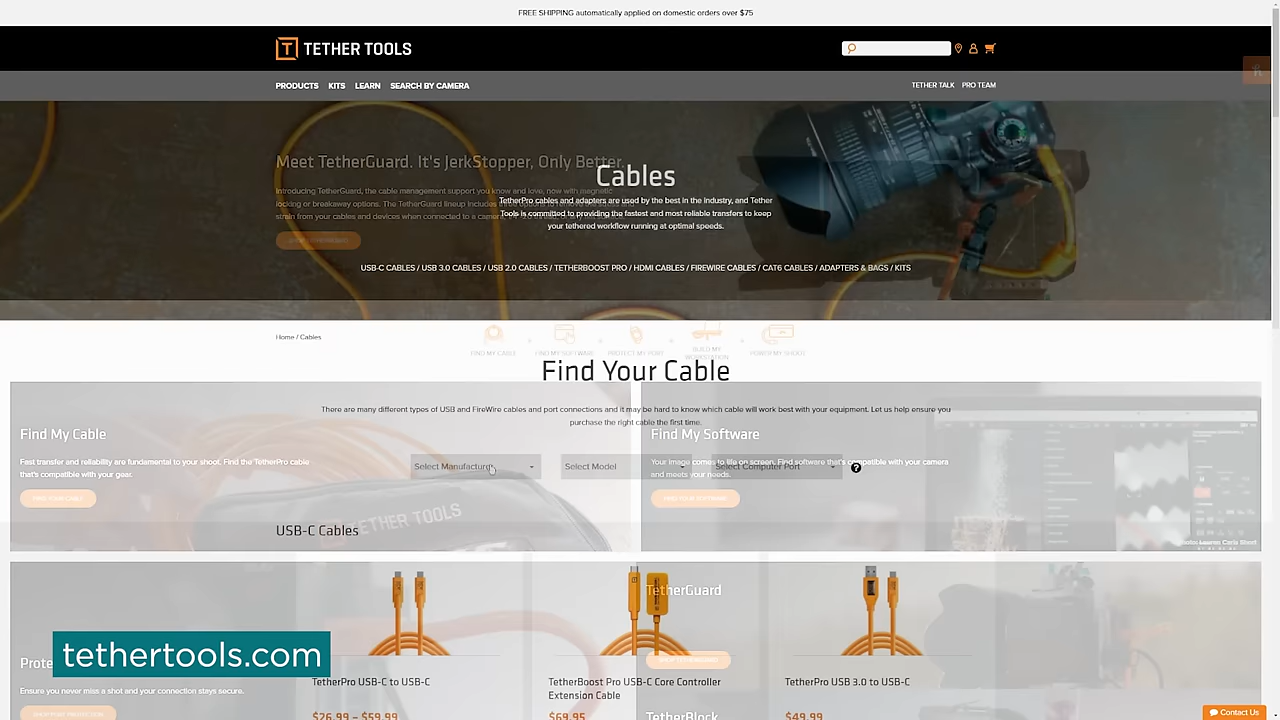 FREE SHIPPING automatically applied on domestic orders over $75
TETHER TOOLS
PRODUCTS KITS LEARN SEARCH BY CAMERA
TETHER TALK PRO TEAM
Meet TetherGuard. It's JerkStopper, Only Better.
Introducing TetherGuard, the cable management support you know and love, now with magnetic
locking or breakaway options. The TetherGuard lineup includes
strain from your cables and devices when connected to a
Cables
TetherPro cables and adapters are used by the best in the industry, and Tether
Tools is committed to providing the fastest and most reliable transfers to keep
your tethered workflow running at optimal speeds.
USB-C CABLES / USB 3.0 CABLES / USB 2.0 CABLES / TETHERBOOST PRO / HDMI CABLES / FIREWIRE CABLES / CAT6 CABLES / ADAPTERS & BAGS / KITS
Home / Cables
FIND MY CABLE FIND MY SOFTWARE PROTECT MY PORT BUILD MY WORKSTATION POWER MY SHOOT
Find Your Cable
There are many different types of USB and FireWire cables and port connections and it may be hard to know which cable will work best with your equipment. Let us help ensure you
purchase the right cable the first time.
Find My Cable
Fast transfer and reliability are fundamental to your shoot. Find the TetherPro cable
that's compatible with your gear.
FIND YOUR CABLE
Select Manufacturer
Select Model
Select Computer Port
?
Find My Software
Your image comes to life on screen. Find software that's compatible with your camera
and meets your needs.
FIND YOUR SOFTWARE
TETHER TOOLS
USB-C Cables
TetherGuard
SHOP TETHERGUARD
Prote
Ensure you never miss a shot and your connection stays secure.
SHOP PORT PROTECTION
tethertools.com
TetherPro USB-C to USB-C
$26.99 – $59.99
TetherBoost Pro USB-C Core Controller
Extension Cable
$69.95
TetherPro USB 3.0 to USB-C
$49.99
TetherBlock
Contact Us